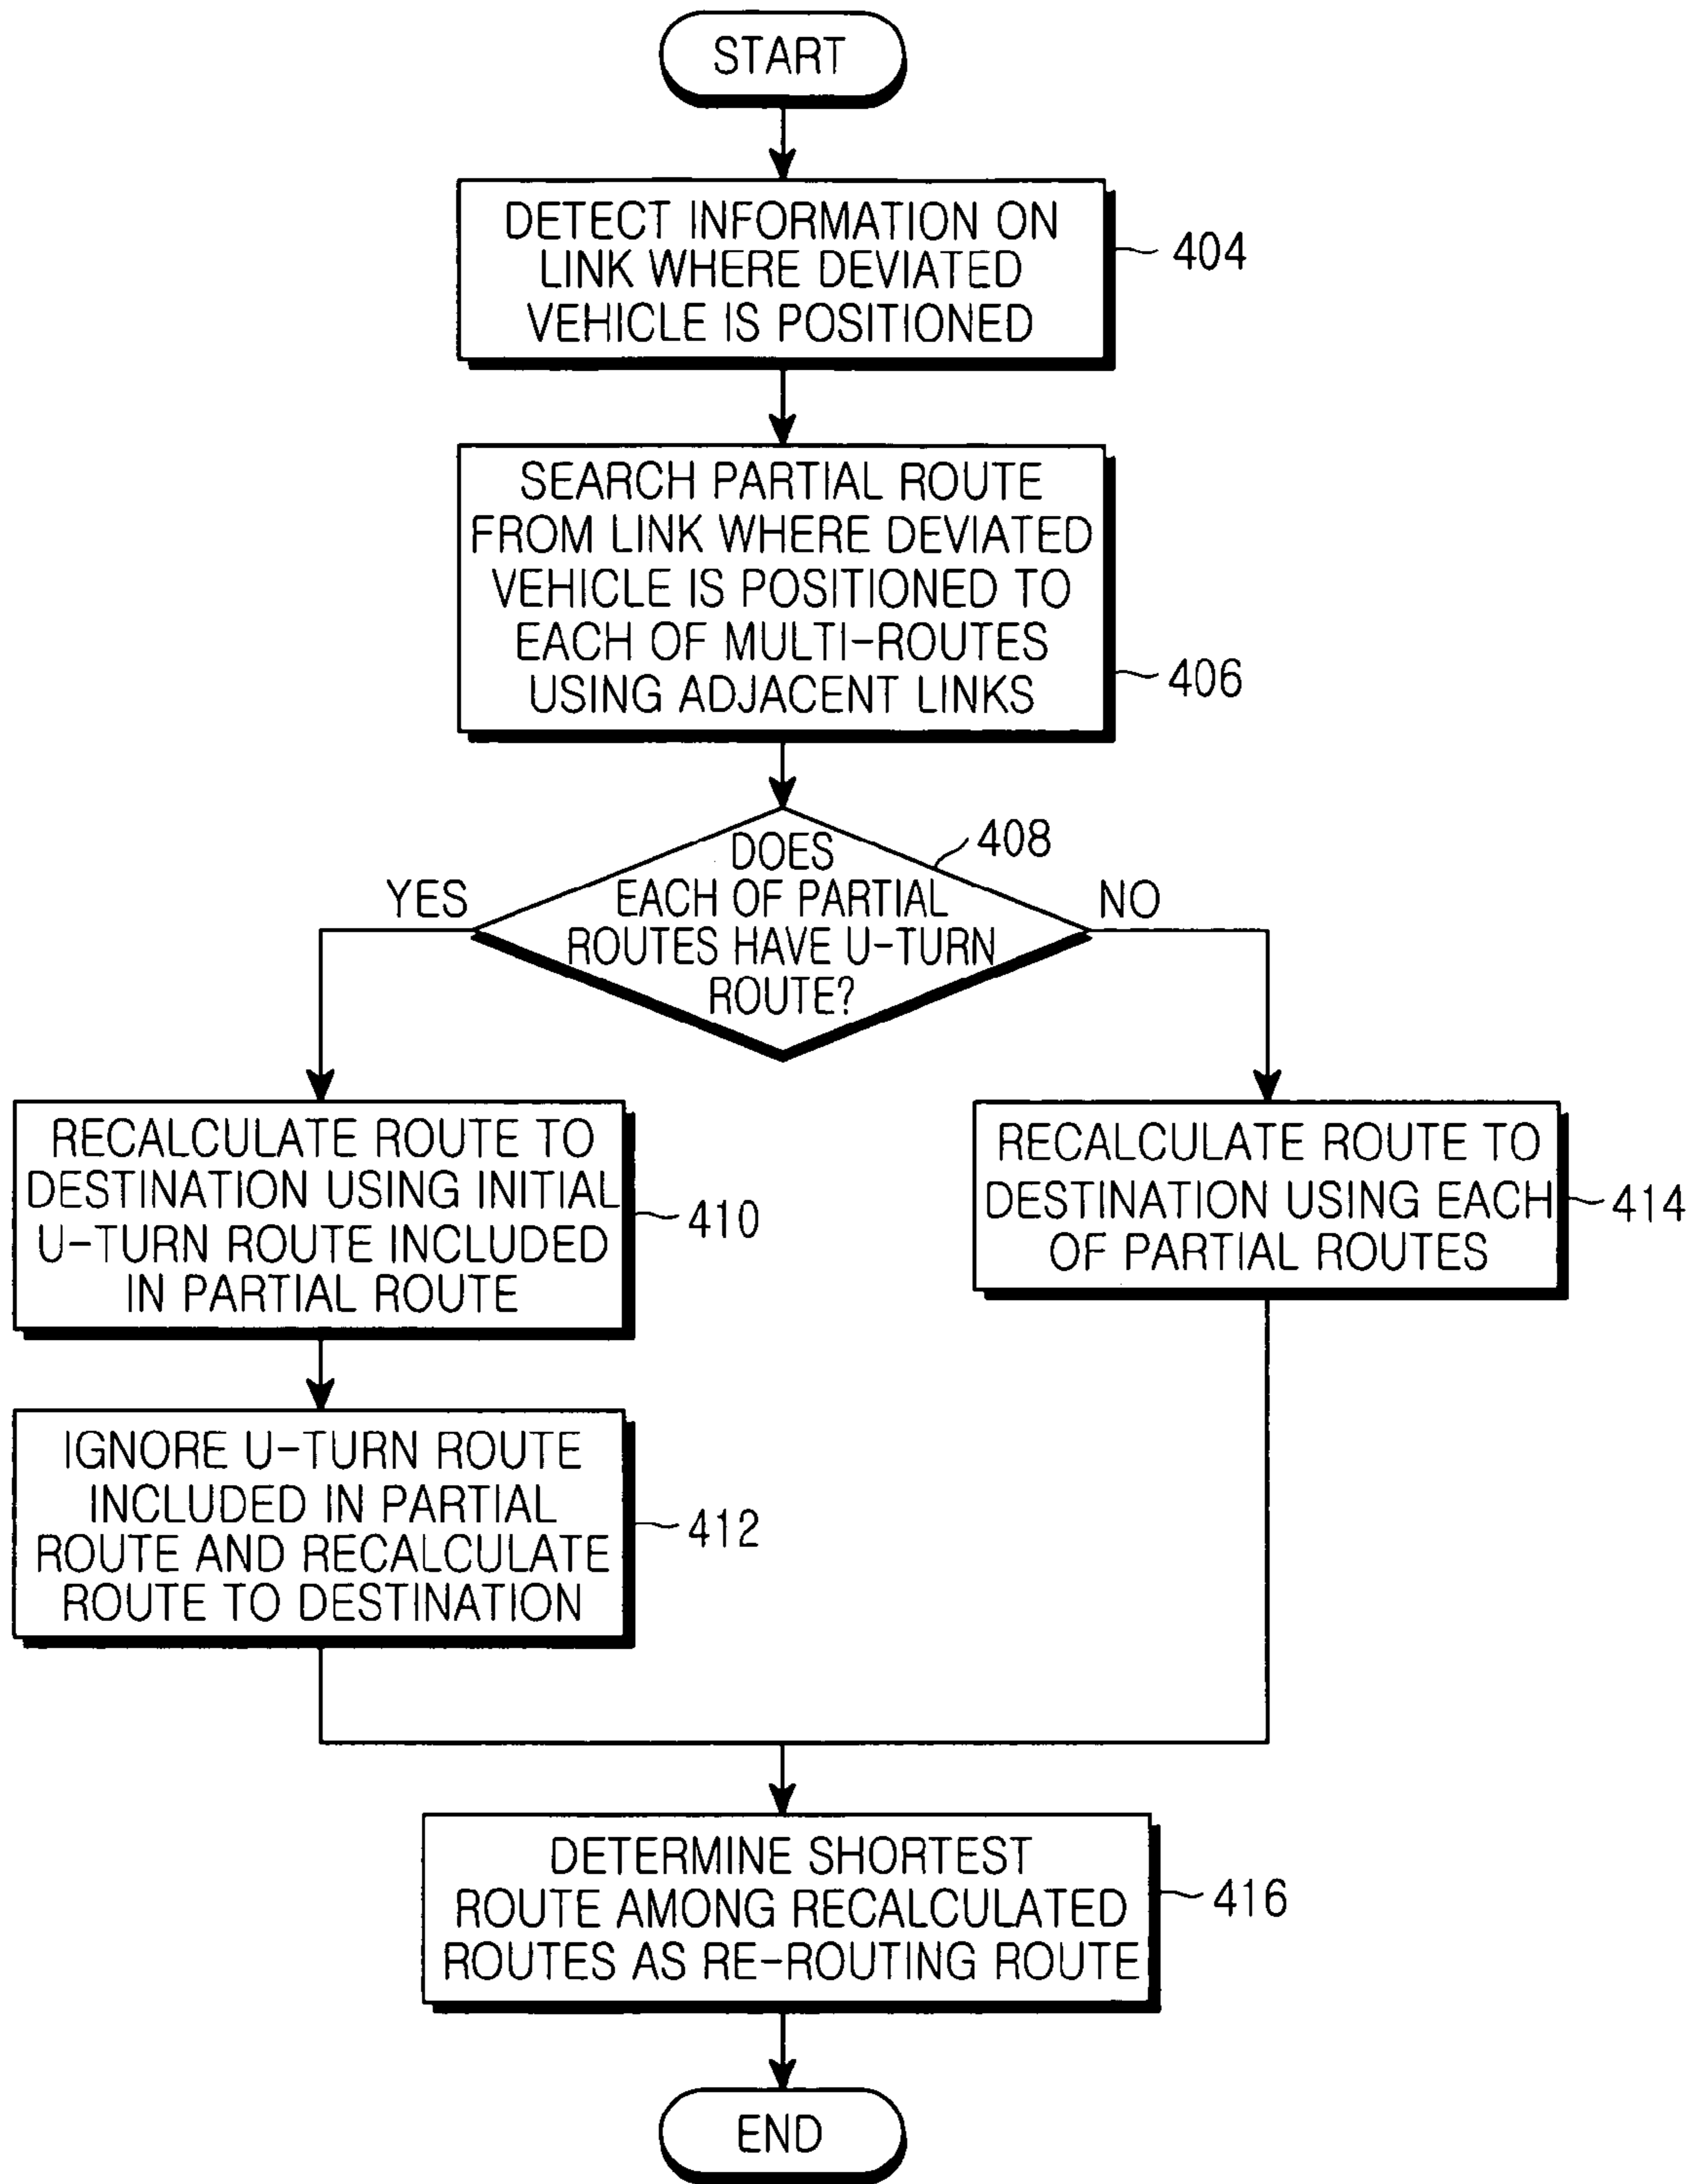 START
DETECT INFORMATION ON
LINK WHERE DEVIATED
VEHICLE IS POSITIONED
404
SEARCH PARTIAL ROUTE
FROM LINK WHERE DEVIATED
VEHICLE IS POSITIONED TO
EACH OF MULTI-ROUTES
USING ADJACENT LINKS
406
DOES
EACH OF PARTIAL
ROUTES HAVE U-TURN
ROUTE?
408
YES
NO
RECALCULATE ROUTE TO
DESTINATION USING INITIAL
U-TURN ROUTE INCLUDED
IN PARTIAL ROUTE
410
RECALCULATE ROUTE TO
DESTINATION USING EACH
OF PARTIAL ROUTES
414
IGNORE U-TURN ROUTE
INCLUDED IN PARTIAL
ROUTE AND RECALCULATE
ROUTE TO DESTINATION
412
DETERMINE SHORTEST
ROUTE AMONG RECALCULATED
ROUTES AS RE-ROUTING ROUTE
416
END